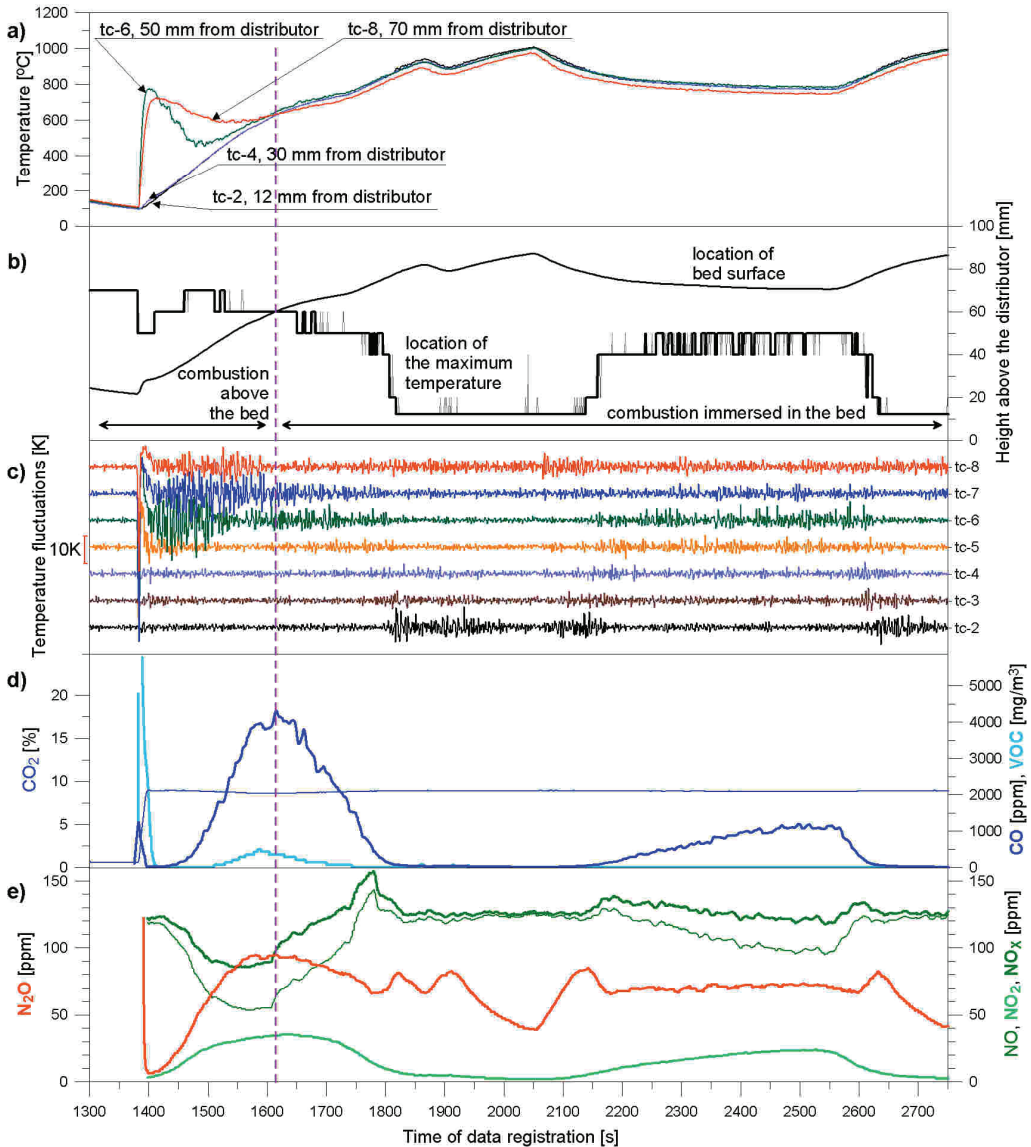 a)
Temperature [ºC]
1200
1000
800
600
400
200
0
tc-6, 50 mm from distributor
tc-8, 70 mm from distributor
tc-4, 30 mm from distributor
tc-2, 12 mm from distributor
b)
100
80
60
40
20
0
Height above the distributor [mm]
location of
bed surface
location of
the maximum
temperature
combustion
above
the bed
combustion immersed in the bed
c)
Temperature fluctuations [K]
10K
tc-8
tc-7
tc-6
tc-5
tc-4
tc-3
tc-2
d)
CO2 [%]
20
15
10
5
0
5000
4000
3000
2000
1000
0
CO [ppm], VOC [mg/m³]
e)
N2O [ppm]
150
100
50
0
150
100
50
0
NO, NO2, NOX [ppm]
1300 1400 1500 1600 1700 1800 1900 2000 2100 2200 2300 2400 2500 2600 2700
Time of data registration [s]